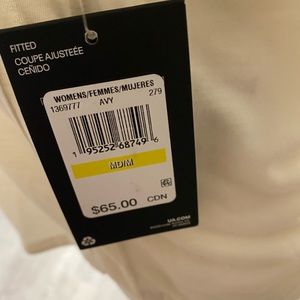 FITTED
COUPE AJUSTÉE
CEÑIDO
WOMENS/FEMMES/MUJERES
1369777 AVY 279
1 95252 68749 6
MD/M
$65.00 CDN
UA.COM